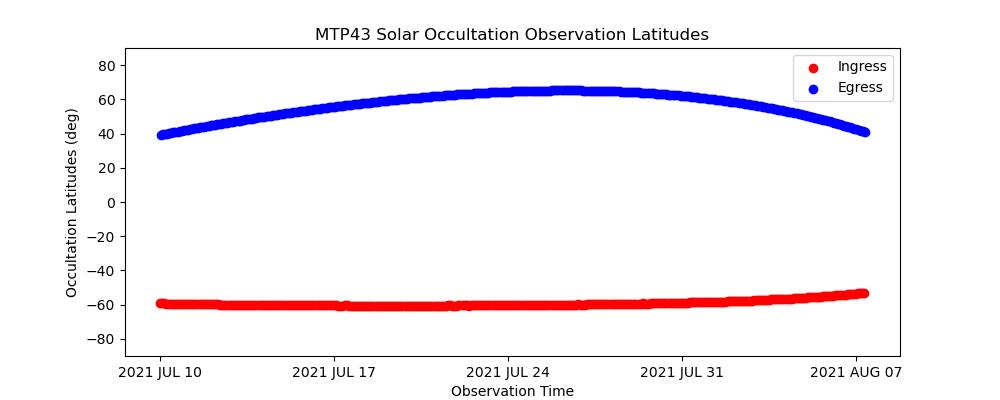 MTP43 Solar Occultation Observation Latitudes
Ingress
Egress
Occultation Latitudes (deg)
80
60
40
20
0
−20
−40
−60
−80
2021 JUL 10
2021 JUL 17
2021 JUL 24
2021 JUL 31
2021 AUG 07
Observation Time